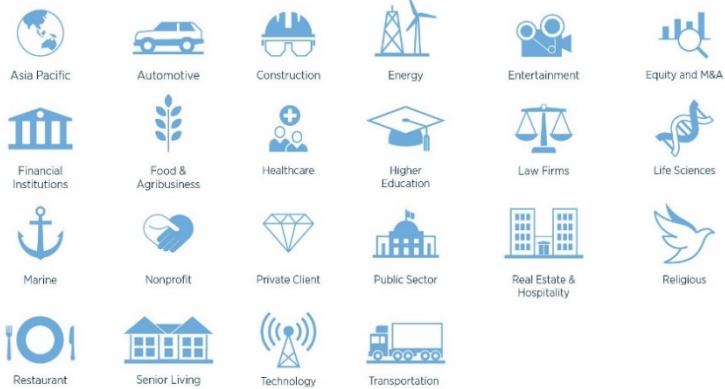 Asia Pacific
Automotive
Construction
Energy
Entertainment
Equity and M&A
Financial
Institutions
Food &
Agribusiness
Healthcare
Higher
Education
Law Firms
Life Sciences
Marine
Nonprofit
Private Client
Public Sector
Real Estate &
Hospitality
Religious
Restaurant
Senior Living
Technology
Transportation